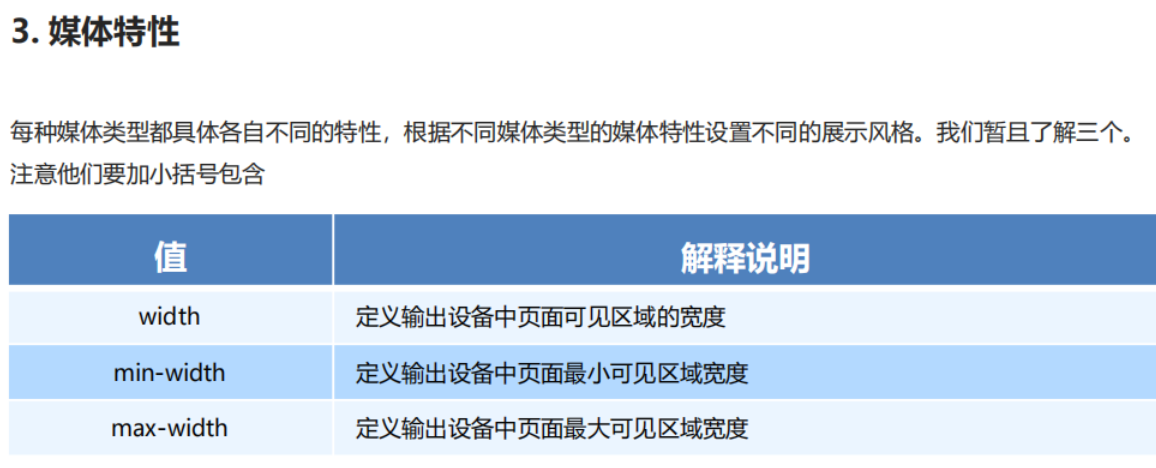 3. 媒体特性
每种媒体类型都具体各自不同的特性，根据不同媒体类型的媒体特性设置不同的展示风格。我们暂且了解三个。
注意他们要加小括号包含
值 解释说明
width 定义输出设备中页面可见区域的宽度
min-width 定义输出设备中页面最小可见区域宽度
max-width 定义输出设备中页面最大可见区域宽度